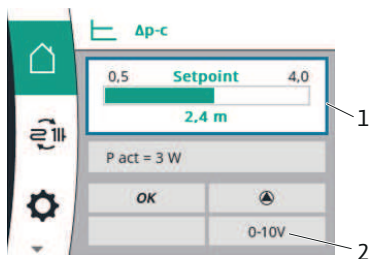 Δp-c
0,5 Setpoint 4,0
2,4 m
1
P act = 3 W
OK
0-10V
2